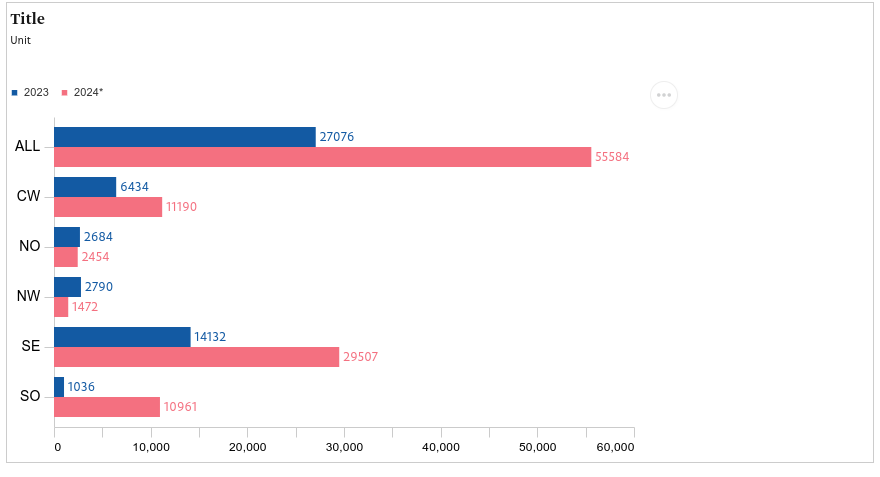 Title
Unit
2023 2024*
ALL 27076
55584
CW 6434
11190
NO 2684
2454
NW 2790
1472
SE 14132
29507
SO 1036
10961
0 10,000 20,000 30,000 40,000 50,000 60,000